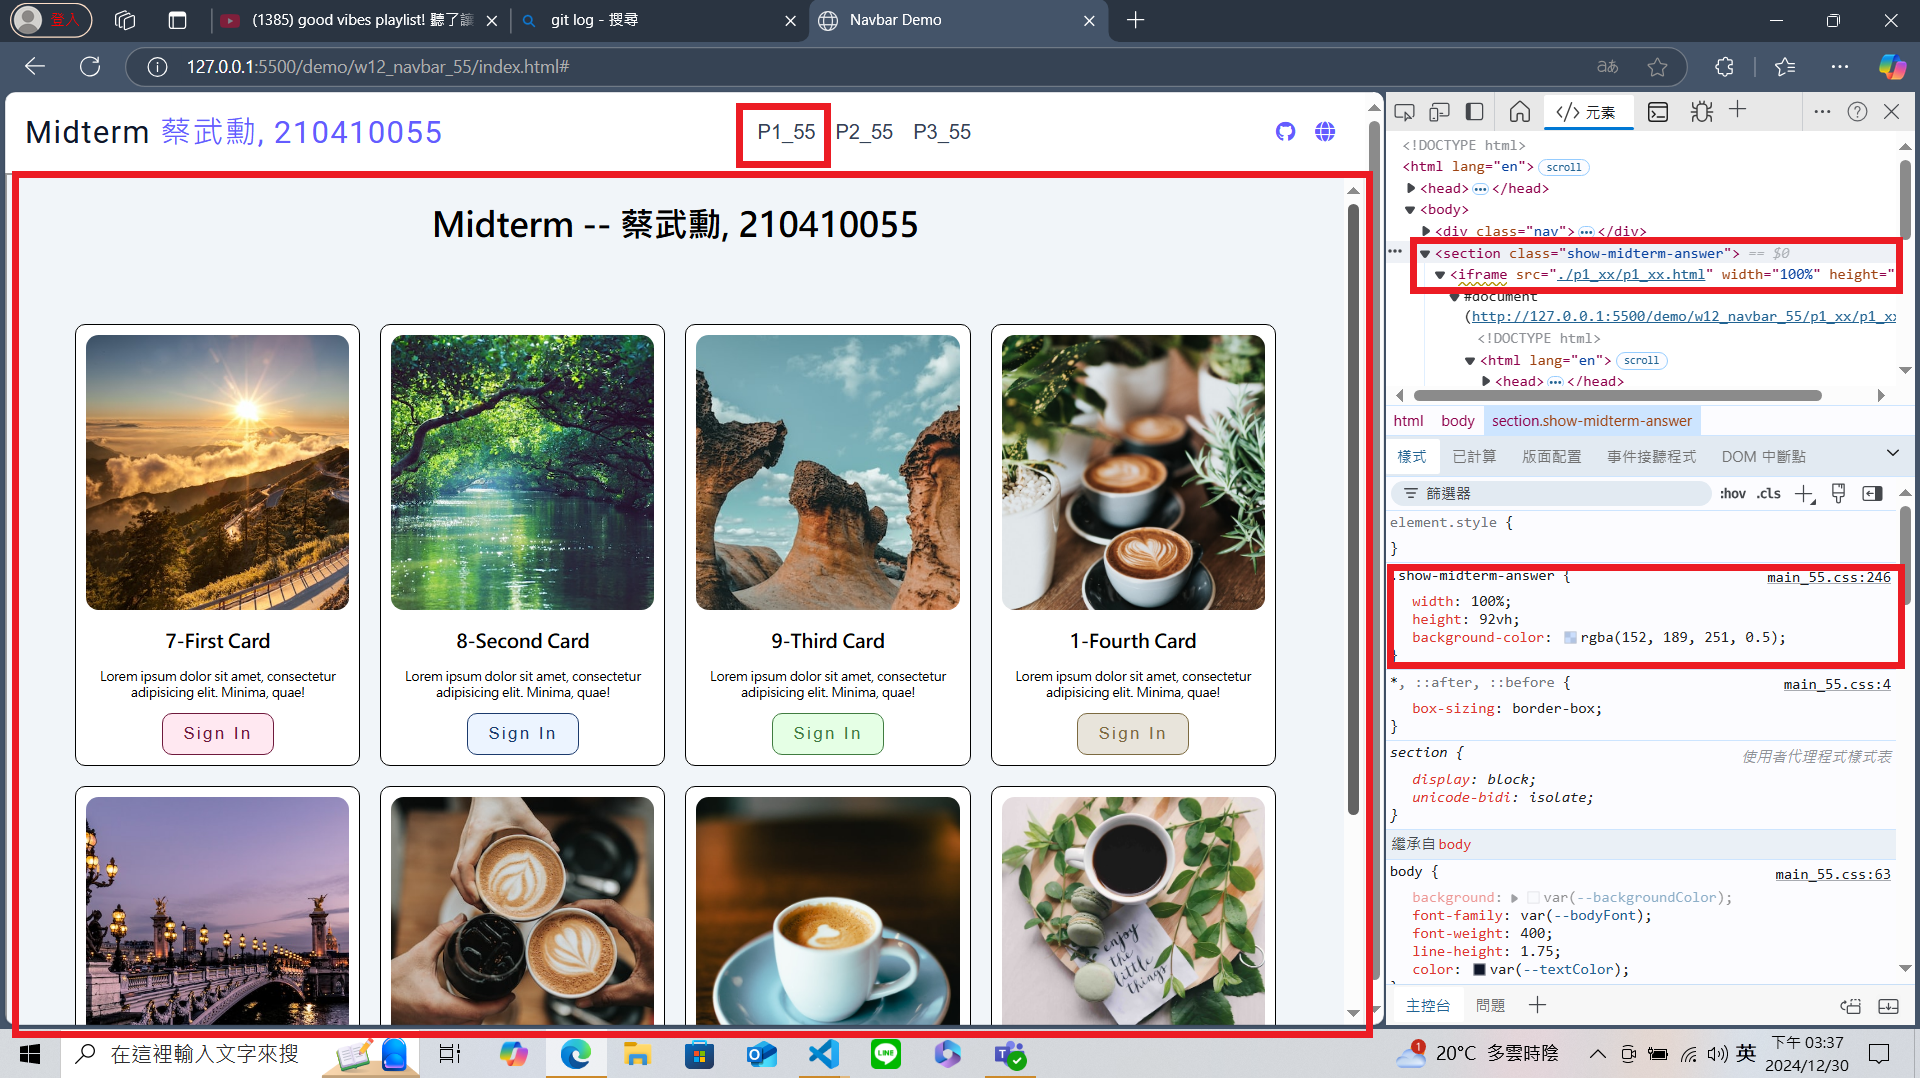 登入
(1385) good vibes playlist! 聽了讓
git log - 搜尋
Navbar Demo
127.0.0.1:5500/demo/w12_navbar_55/index.html#
Midterm 蔡武勳, 210410055
P1_55 P2_55 P3_55
Midterm -- 蔡武勳, 210410055
7-First Card
8-Second Card
9-Third Card
1-Fourth Card
Lorem ipsum dolor sit amet, consectetur
adipisicing elit. Minima, quae!
Lorem ipsum dolor sit amet, consectetur
adipisicing elit. Minima, quae!
Lorem ipsum dolor sit amet, consectetur
adipisicing elit. Minima, quae!
Lorem ipsum dolor sit amet, consectetur
adipisicing elit. Minima, quae!
Sign In
Sign In
Sign In
Sign In
enjoy
the
little
things
元素
<!DOCTYPE html>
<html lang="en"> scroll
<head> ••• </head>
<body>
<div class="nav"> ••• </div>
<section class="show-midterm-answer"> == $0
<iframe src="./p1_xx/p1_xx.html" width="100%" height="
#document
(http://127.0.0.1:5500/demo/w12_navbar_55/p1_xx/p1_xx
<!DOCTYPE html>
<html lang="en"> scroll
<head> ••• </head>
html body section.show-midterm-answer
樣式 已計算 版面配置 事件接聽程式 DOM 中斷點
篩選器 :hov .cls
element.style {
}
.show-midterm-answer { main_55.css:246
width: 100%;
height: 92vh;
background-color: rgba(152, 189, 251, 0.5);
}
*, ::after, ::before { main_55.css:4
box-sizing: border-box;
}
section { 使用者代理程式樣式表
display: block;
unicode-bidi: isolate;
}
繼承自 body
body { main_55.css:63
background: var(--backgroundColor);
font-family: var(--bodyFont);
font-weight: 400;
line-height: 1.75;
color: var(--textColor);
主控台 問題
在這裡輸入文字來搜
LINE
1
20°C 多雲時陰
英
下午 03:37
2024/12/30